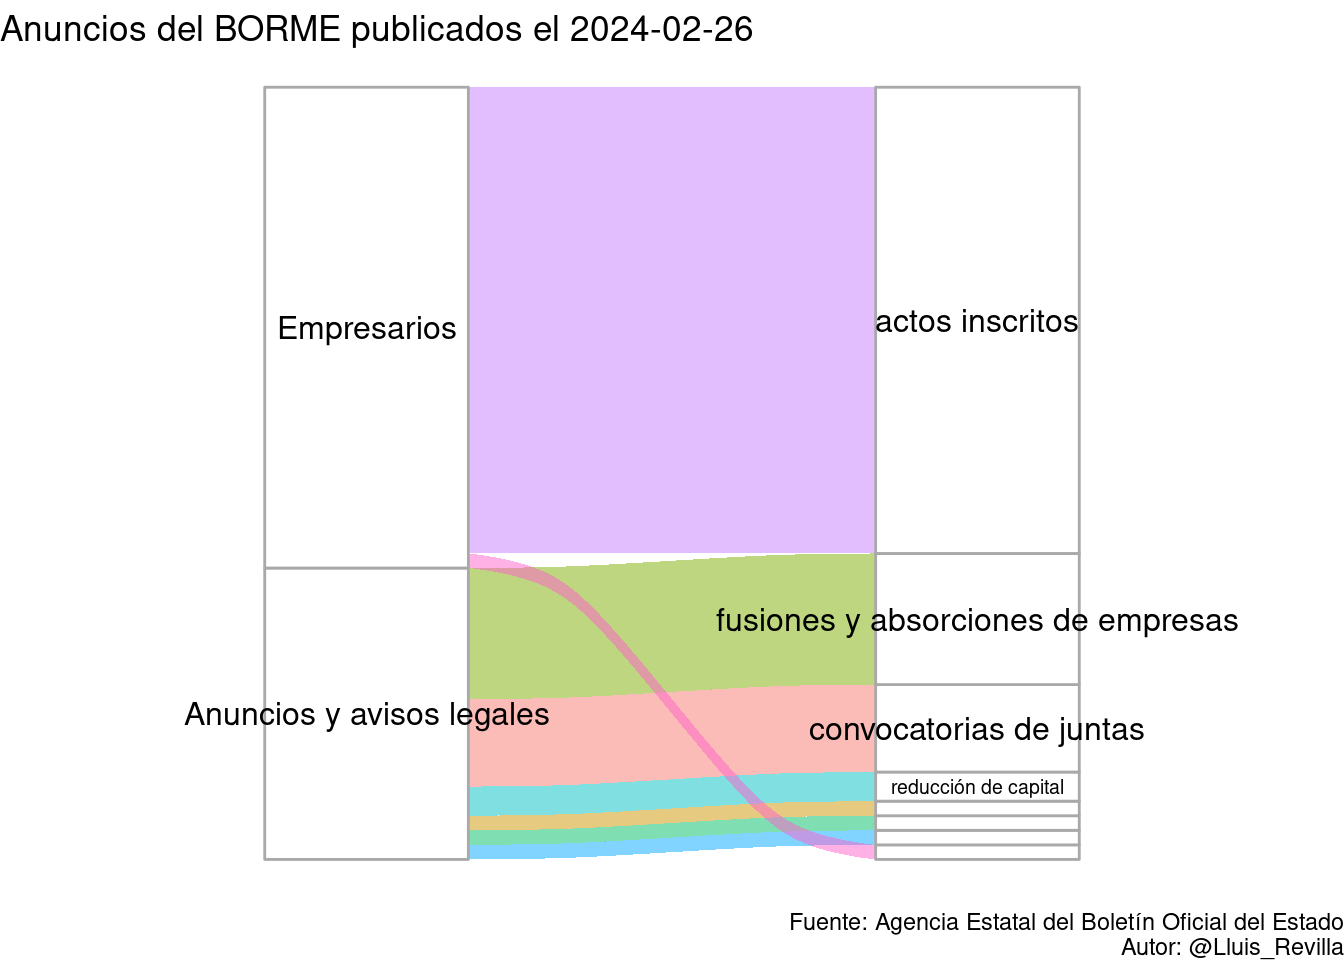 Anuncios del BORME publicados el 2024-02-26
Empresarios
actos inscritos
fusiones y absorciones de empresas
Anuncios y avisos legales
convocatorias de juntas
reducción de capital
Fuente: Agencia Estatal del Boletín Oficial del Estado
Autor: @Lluis_Revilla